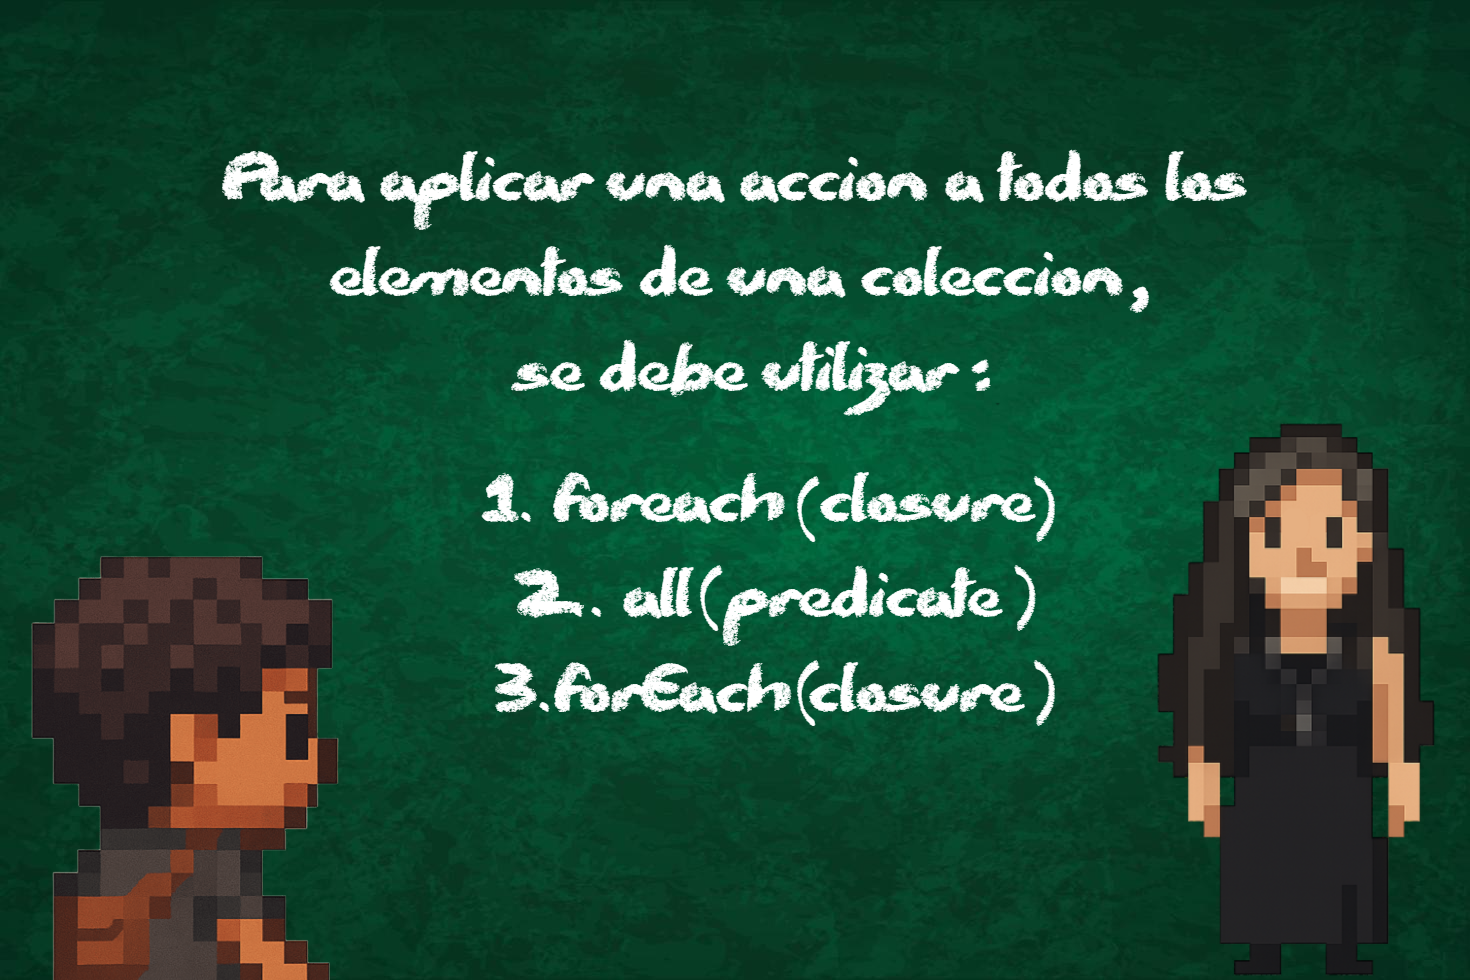 Para aplicar una accion a todos los
elementos de una coleccion,
se debe utilizar:
1. foreach(closure)
2. all(predicate)
3.forEach(closure)